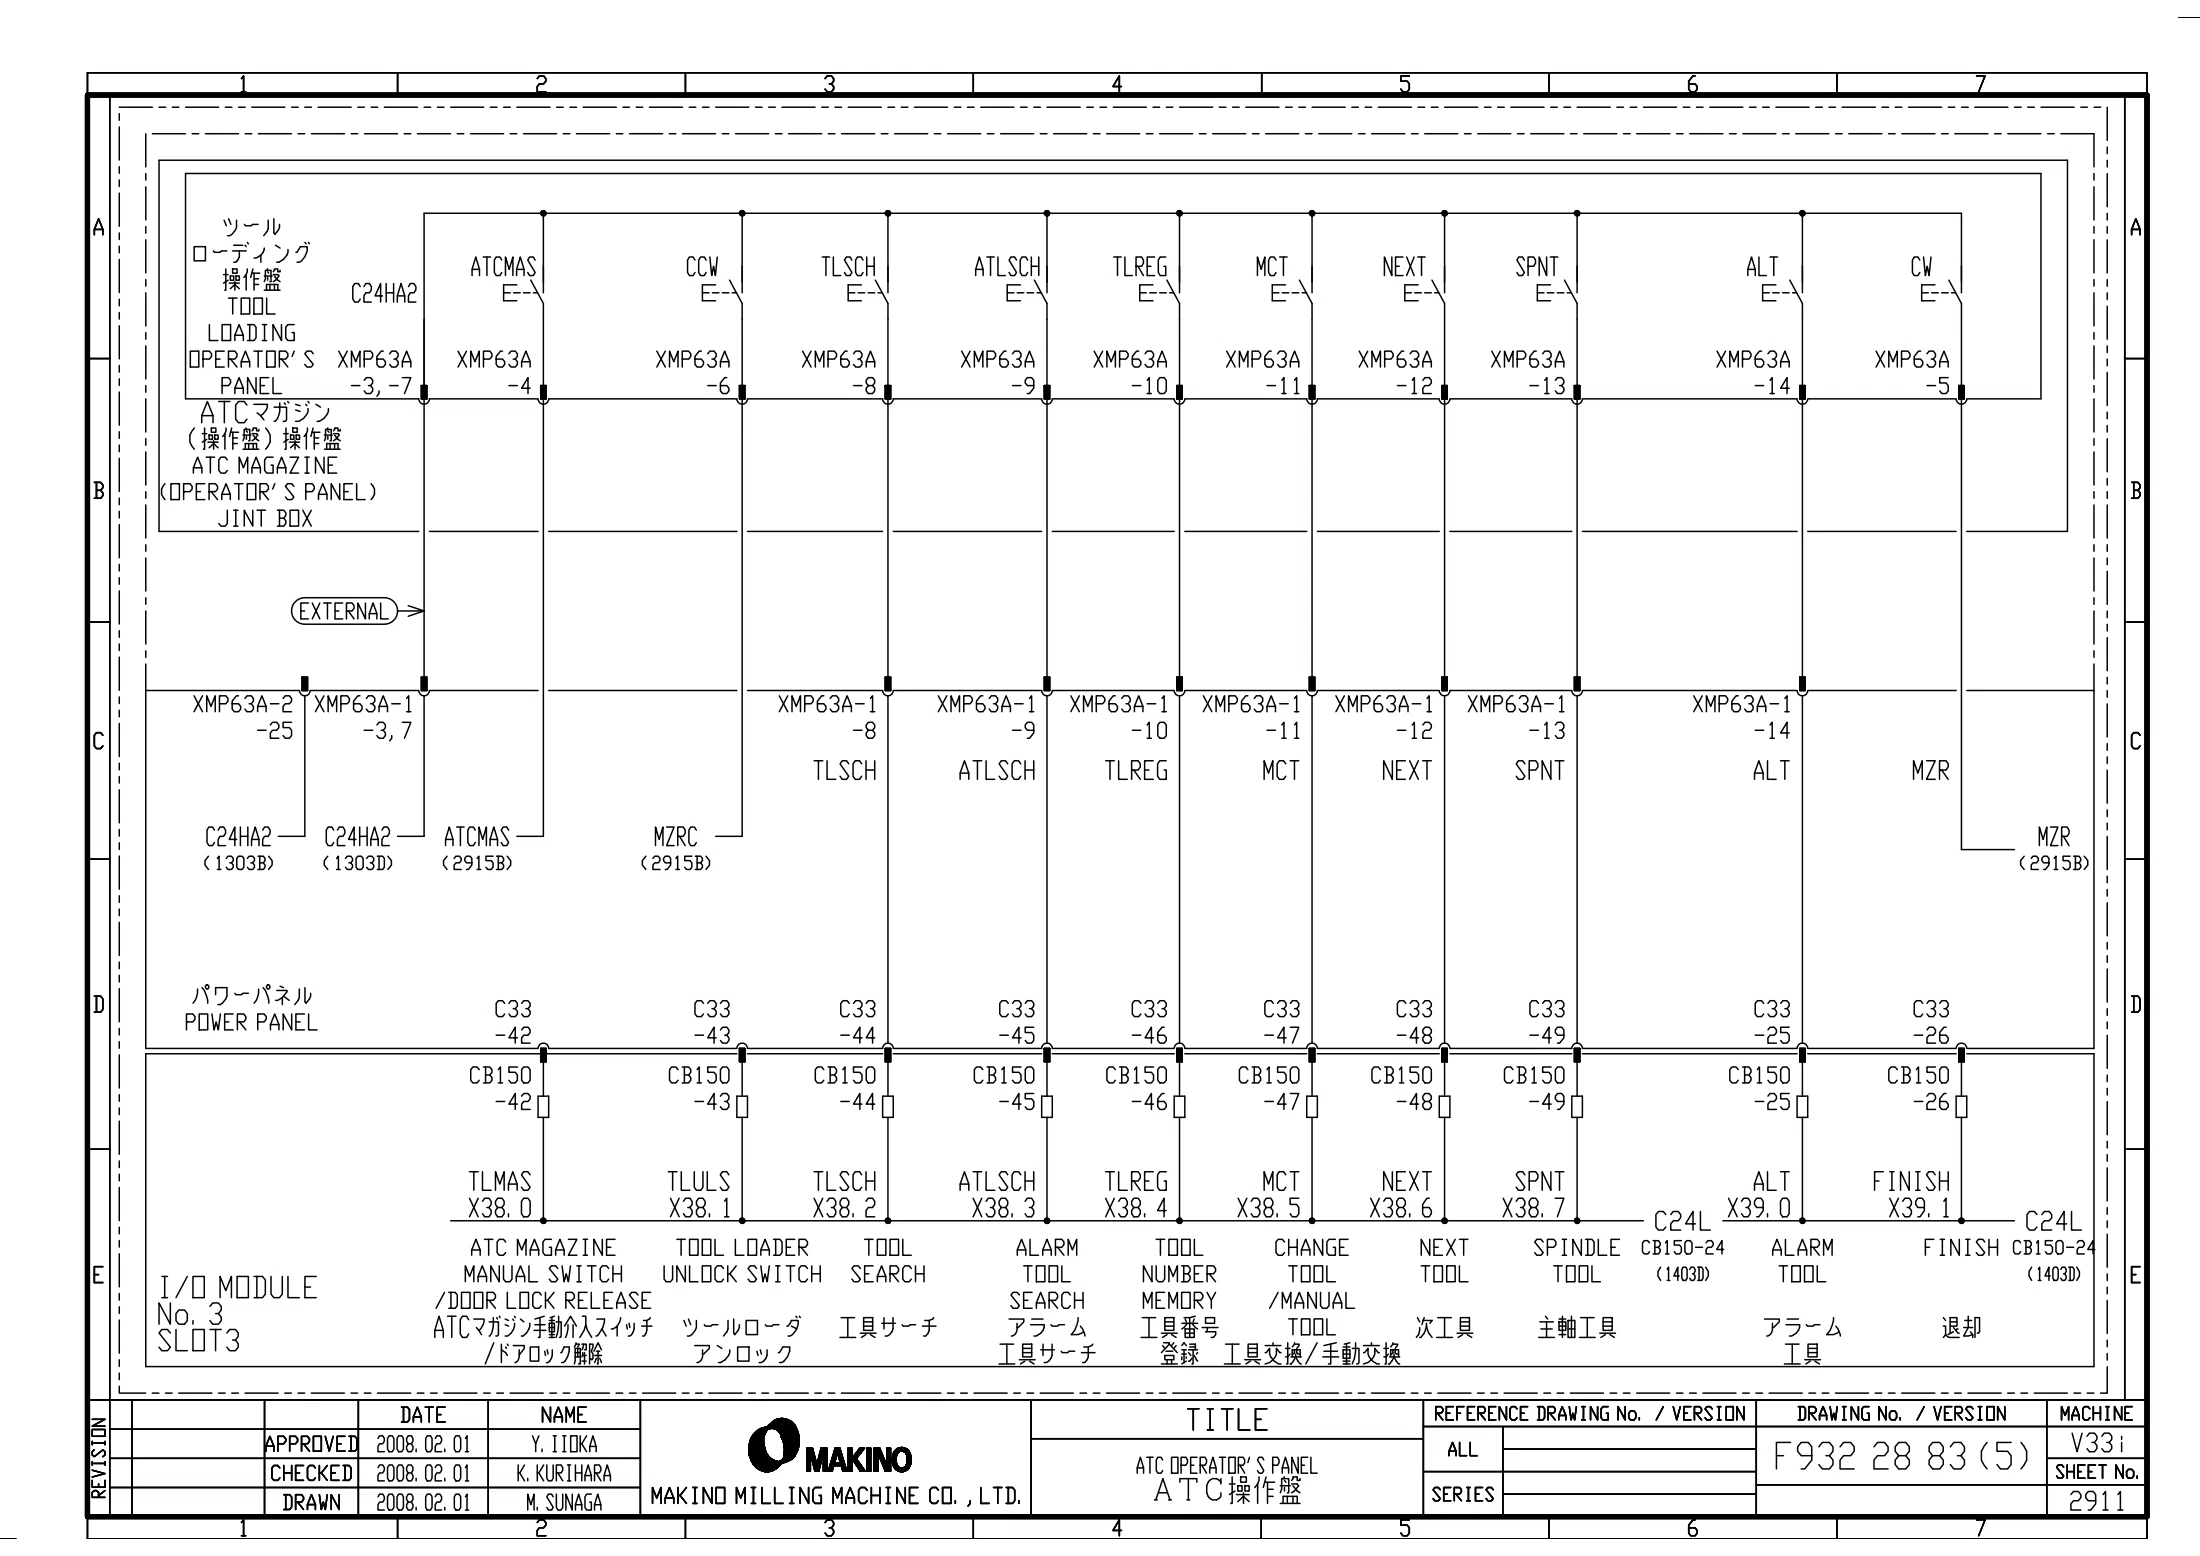 1 2 3 4 5 6 7
A A
ツール
ローディング
操作盤
TOOL
LOADING
OPERATOR'S
PANEL
C24HA2 ATCMAS CCW TLSCH ATLSCH TLREG MCT NEXT SPNT ALT CW
XMP63A XMP63A XMP63A XMP63A XMP63A XMP63A XMP63A XMP63A XMP63A XMP63A XMP63A
-3,-7 -4 -6 -8 -9 -10 -11 -12 -13 -14 -5
ATCマガジン
(操作盤)操作盤
ATC MAGAZINE
(OPERATOR'S PANEL)
JINT BOX
B B
EXTERNAL
XMP63A-2 XMP63A-1 XMP63A-1 XMP63A-1 XMP63A-1 XMP63A-1 XMP63A-1 XMP63A-1 XMP63A-1
-25 -3,7 -8 -9 -10 -11 -12 -13 -14
C C
TLSCH ATLSCH TLREG MCT NEXT SPNT ALT MZR
C24HA2 C24HA2 ATCMAS MZRC MZR
(1303B) (1303D) (2915B) (2915B) (2915B)
パワーパネル
POWER PANEL
D D
C33 C33 C33 C33 C33 C33 C33 C33 C33 C33
-42 -43 -44 -45 -46 -47 -48 -49 -25 -26
CB150 CB150 CB150 CB150 CB150 CB150 CB150 CB150 CB150 CB150
-42 -43 -44 -45 -46 -47 -48 -49 -25 -26
TLMAS TLULS TLSCH ATLSCH TLREG MCT NEXT SPNT ALT FINISH
X38.0 X38.1 X38.2 X38.3 X38.4 X38.5 X38.6 X38.7 C24L X39.0 X39.1 C24L
ATC MAGAZINE TOOL LOADER TOOL ALARM TOOL CHANGE NEXT SPINDLE CB150-24 ALARM FINISH CB150-24
MANUAL SWITCH UNLOCK SWITCH SEARCH TOOL NUMBER TOOL TOOL TOOL (1403D) TOOL (1403D)
/DOOR LOCK RELEASE SEARCH MEMORY /MANUAL
ATCマガジン手動介入スイッチ ツールローダ 工具サーチ アラーム 工具番号 TOOL 次工具 主軸工具 アラーム 退却
/ドアロック解除 アンロック 工具サーチ 登録 工具交換/手動交換 工具
E E
I/O MODULE
No. 3
SLOT3
REVISION
DATE NAME
APPROVED 2008.02.01 Y. IIOKA
CHECKED 2008.02.01 K. KURIHARA
DRAWN 2008.02.01 M. SUNAGA
MAKINO
MAKINO MILLING MACHINE CO.,LTD.
TITLE
ATC OPERATOR'S PANEL
ATC操作盤
REFERENCE DRAWING No. / VERSION
ALL
SERIES
DRAWING No. / VERSION
F932 28 83(5)
MACHINE
V33i
SHEET No.
2911
1 2 3 4 5 6 7